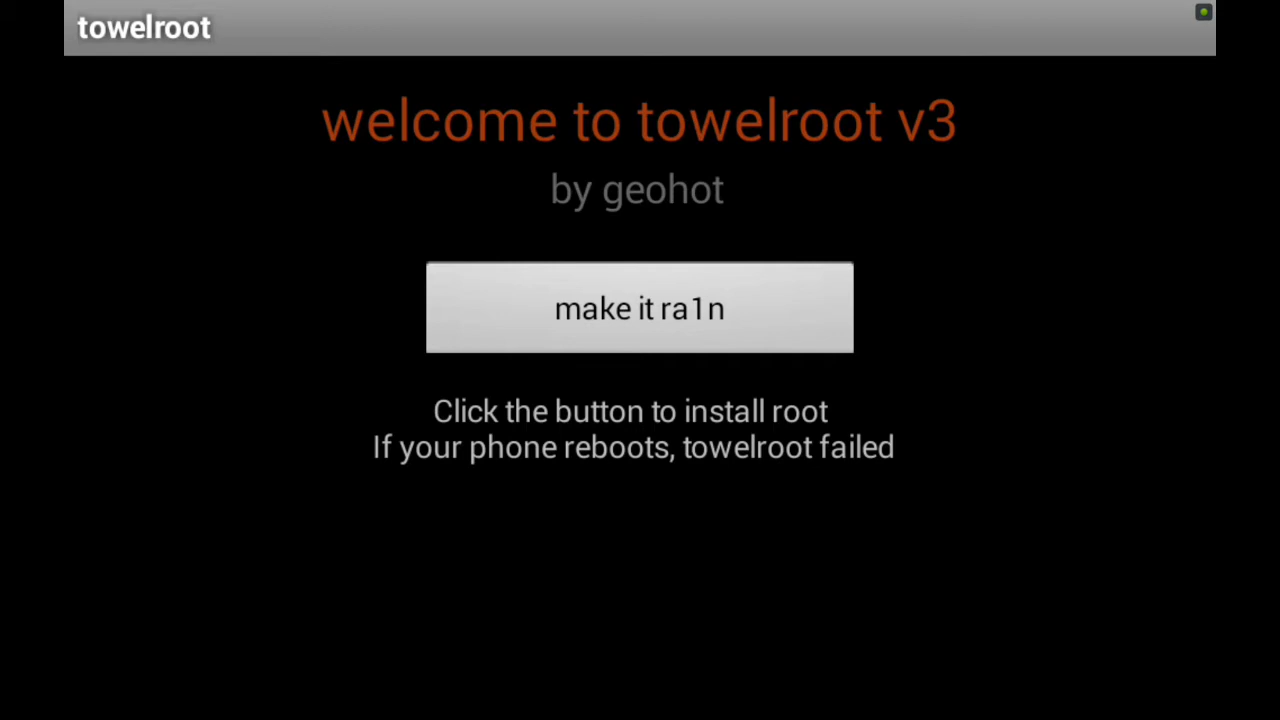 towelroot
welcome to towelroot v3
by geohot
make it ra1n
Click the button to install root
If your phone reboots, towelroot failed